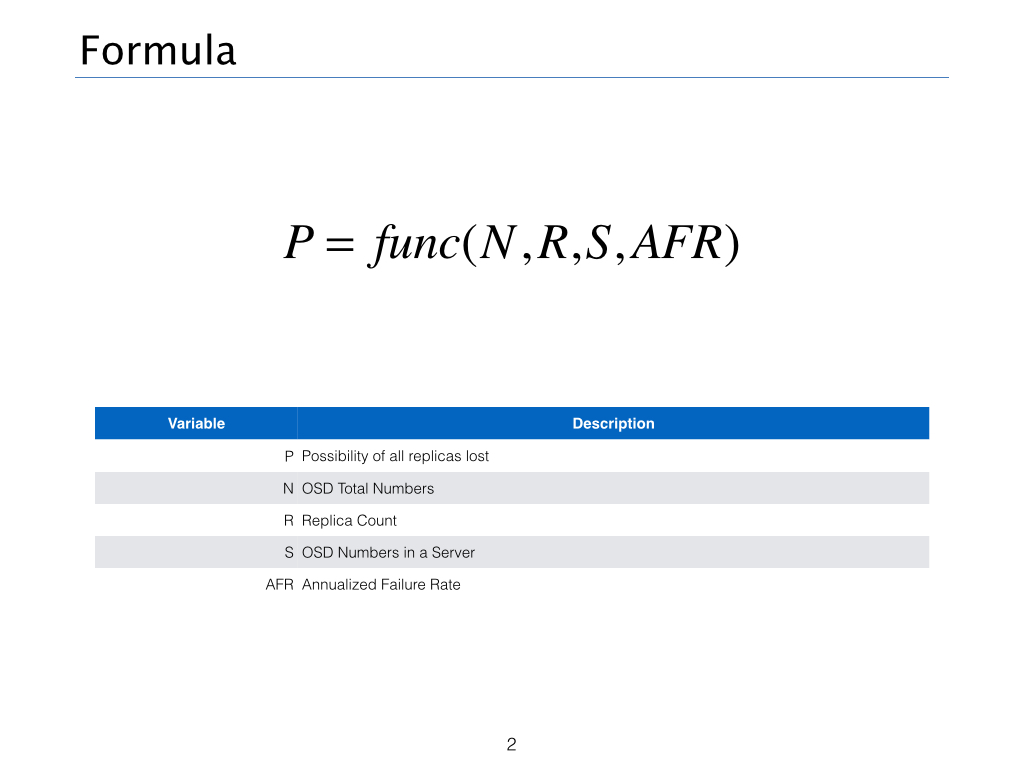 Formula
P = func(N,R,S,AFR)
Variable Description
P Possibility of all replicas lost
N OSD Total Numbers
R Replica Count
S OSD Numbers in a Server
AFR Annualized Failure Rate
2